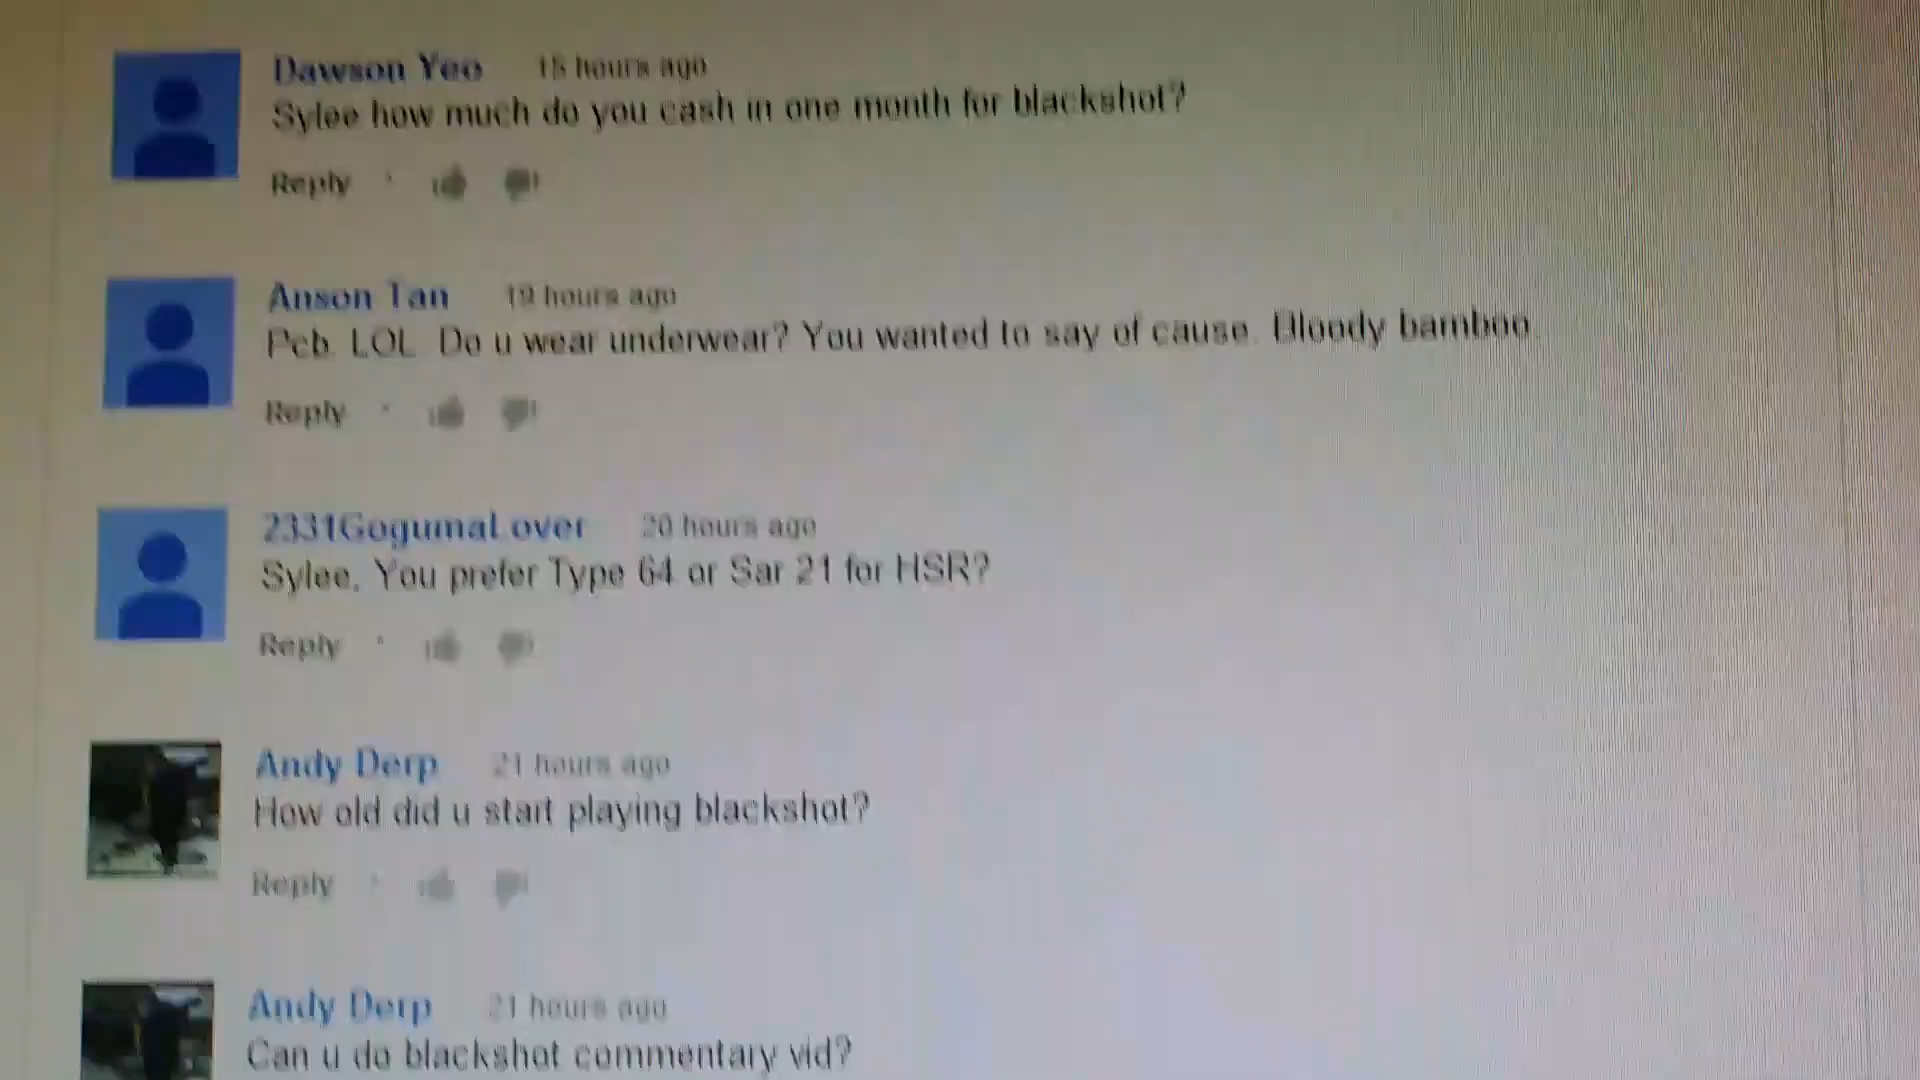 Dawson Yeo 15 hours ago
Sylee how much do you cash in one month for blackshot?
Reply
Anson Tan 19 hours ago
Pcb. LOL. Do u wear underwear? You wanted to say of cause. Bloody bamboo.
Reply
2331GogumaLover 20 hours ago
Sylee, You prefer Type 64 or Sar 21 for HSR?
Reply
Andy Derp 21 hours ago
How old did u start playing blackshot?
Reply
Andy Derp 21 hours ago
Can u do blackshot commentary vid?